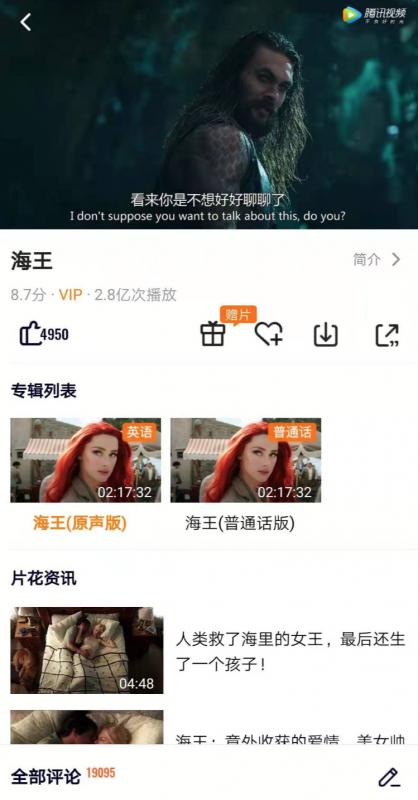 腾讯视频
不负好时光
看来你是不想好好聊聊了
I don't suppose you want to talk about this, do you?
海王
简介
8.7分 · VIP · 2.8亿次播放
赠片
4950
专辑列表
英语
普通话
02:17:32
02:17:32
海王(原声版)
海王(普通话版)
片花资讯
人类救了海里的女王，最后还生
了一个孩子！
04:48
海王：意外收获的爱情，美女帅
全部评论 19095